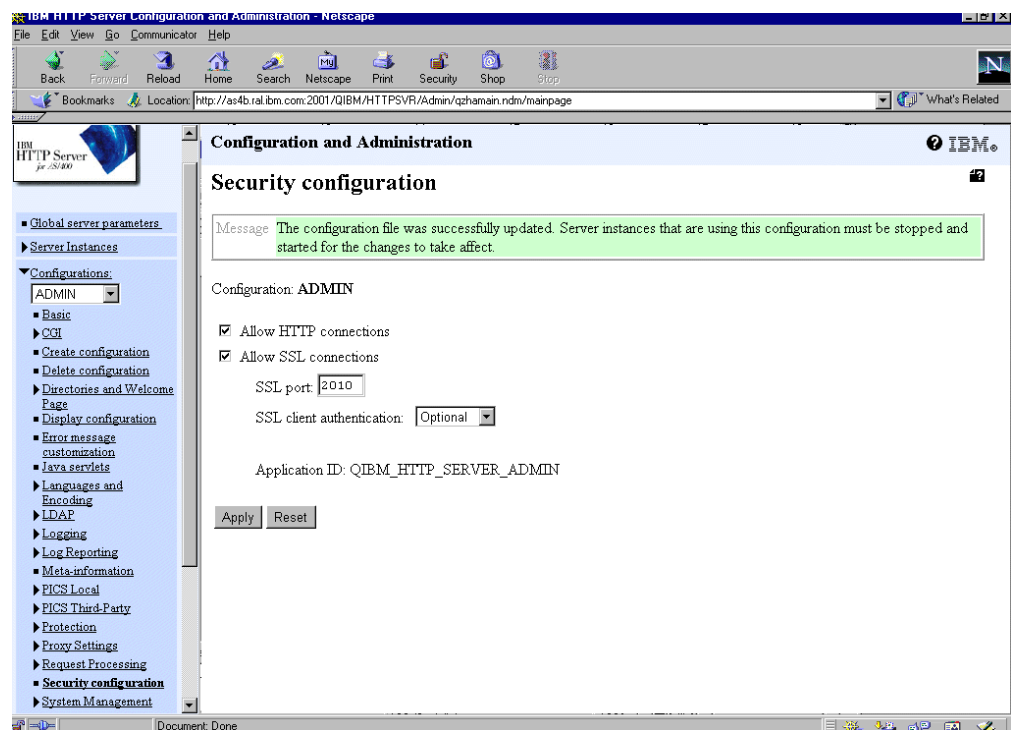 IBM HTTP Server Configuration and Administration - Netscape
File Edit View Go Communicator Help
Back Forward Reload Home Search Netscape Print Security Shop Stop
My
N
Bookmarks Location: http://as4b.ral.ibm.com:2001/QIBM/HTTPSVR/Admin/qzhamain.ndm/mainpage What's Related
IBM
HTTP Server
for AS/400
Global server parameters
Server Instances
Configurations:
ADMIN
Basic
CGI
Create configuration
Delete configuration
Directories and Welcome
Page
Display configuration
Error message
customization
Java servlets
Languages and
Encoding
LDAP
Logging
Log Reporting
Meta-information
PICS Local
PICS Third-Party
Protection
Proxy Settings
Request Processing
Security configuration
System Management
Configuration and Administration
? IBM®
Security configuration
?
Message The configuration file was successfully updated. Server instances that are using this configuration must be stopped and
started for the changes to take affect.
Configuration: ADMIN
Allow HTTP connections
Allow SSL connections
SSL port: 2010
SSL client authentication: Optional
Application ID: QIBM_HTTP_SERVER_ADMIN
Apply Reset
Document: Done